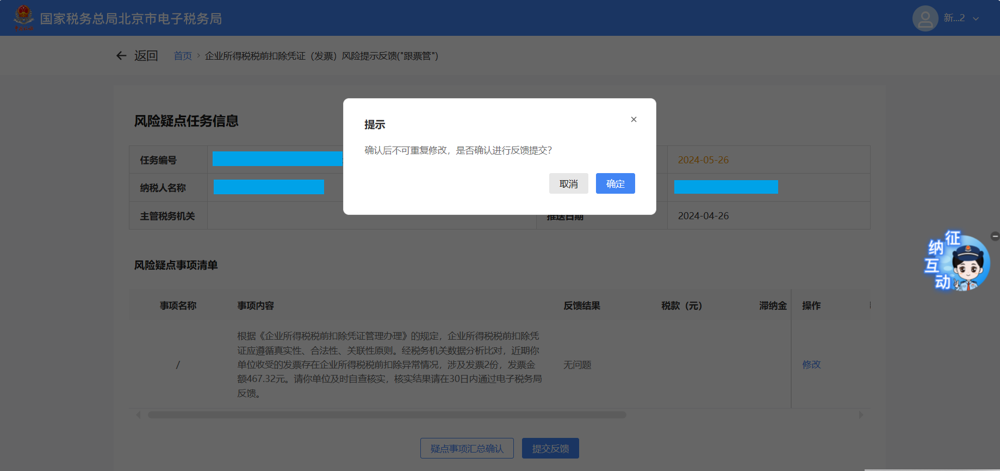 国家税务总局北京市电子税务局
新...2
返回 首页 > 企业所得税税前扣除凭证（发票）风险提示反馈("跟票管")
风险疑点任务信息
提示
确认后不可重复修改，是否确认进行反馈提交？
取消 确定
任务编号 2024-05-26
纳税人名称
主管税务机关 推送日期 2024-04-26
征纳互动
风险疑点事项清单
事项名称 事项内容 反馈结果 税款（元） 滞纳金 操作
根据《企业所得税税前扣除凭证管理办理》的规定，企业所得税税前扣除凭
证应遵循真实性、合法性、关联性原则。经税务机关数据分析比对，近期你
/ 单位收受的发票存在企业所得税税前扣除异常情况，涉及发票2份，发票金 无问题 修改
额467.32元。请你单位及时自查核实，核实结果请在30日内通过电子税务局
反馈。
疑点事项汇总确认 提交反馈